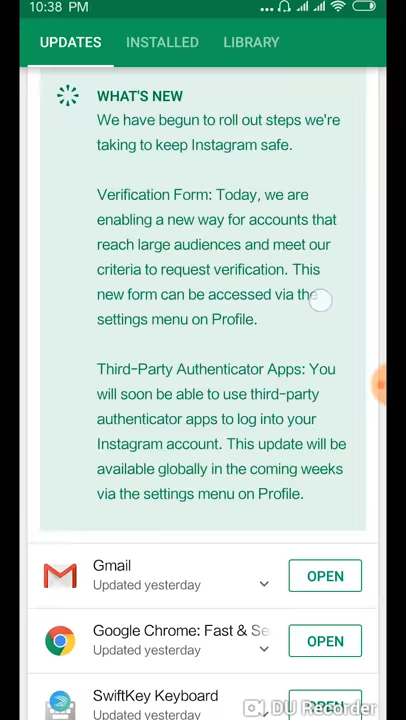 10:38 PM
UPDATES INSTALLED LIBRARY
WHAT'S NEW
We have begun to roll out steps we're
taking to keep Instagram safe.
Verification Form: Today, we are
enabling a new way for accounts that
reach large audiences and meet our
criteria to request verification. This
new form can be accessed via the
settings menu on Profile.
Third-Party Authenticator Apps: You
will soon be able to use third-party
authenticator apps to log into your
Instagram account. This update will be
available globally in the coming weeks
via the settings menu on Profile.
Gmail
Updated yesterday
OPEN
Google Chrome: Fast & Se
Updated yesterday
OPEN
SwiftKey Keyboard
Updated yesterday
OPEN
DU Recorder